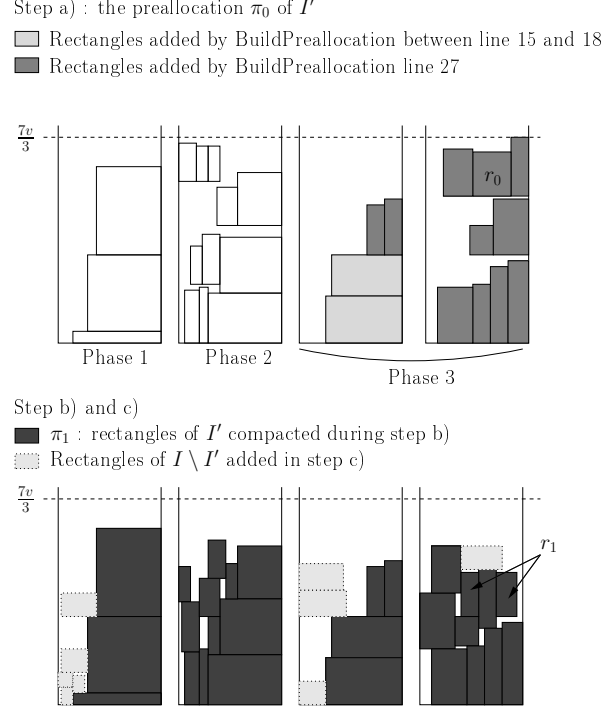 Step a) : the preallocation π₀ of I′
Rectangles added by BuildPreallocation between line 15 and 18
Rectangles added by BuildPreallocation line 27
7v/3
r₀
Phase 1
Phase 2
Phase 3
Step b) and c)
π₁ : rectangles of I′ compacted during step b)
Rectangles of I \ I′ added in step c)
7v/3
r₁